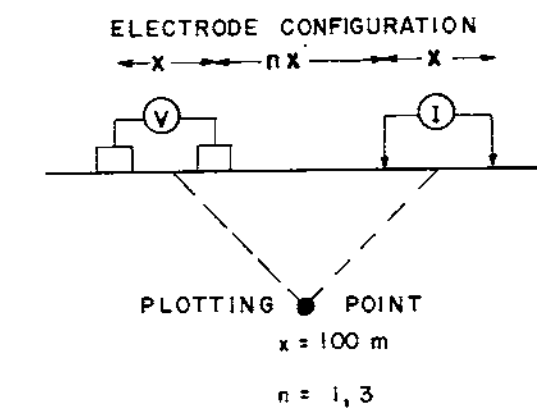 ELECTRODE CONFIGURATION
x nx x
V I
PLOTTING POINT
x = 100 m
n = 1, 3